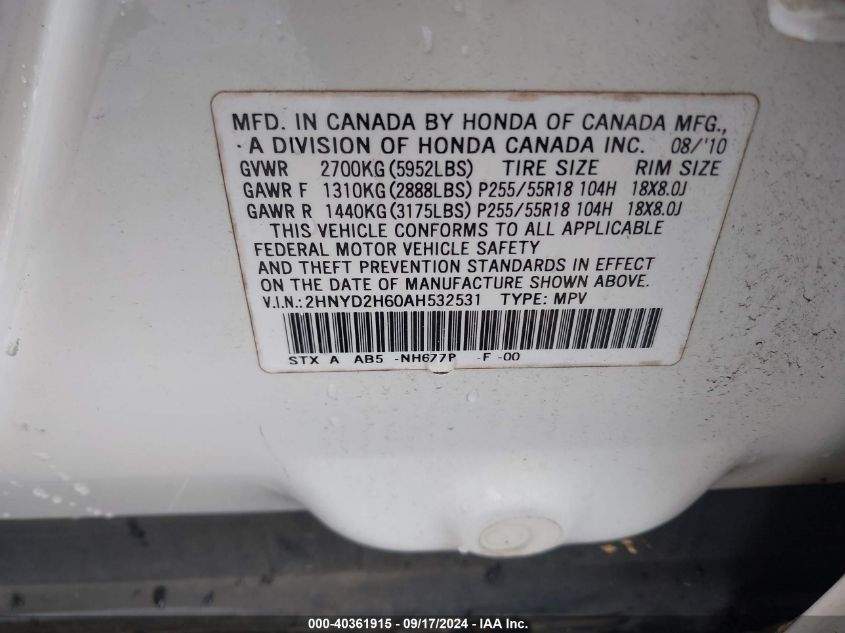 MFD. IN CANADA BY HONDA OF CANADA MFG.,
A DIVISION OF HONDA CANADA INC. 08/'10
GVWR 2700KG(5952LBS) TIRE SIZE RIM SIZE
GAWR F 1310KG(2888LBS) P255/55R18 104H 18X8.0J
GAWR R 1440KG(3175LBS) P255/55R18 104H 18X8.0J
THIS VEHICLE CONFORMS TO ALL APPLICABLE
FEDERAL MOTOR VEHICLE SAFETY
AND THEFT PREVENTION STANDARDS IN EFFECT
ON THE DATE OF MANUFACTURE SHOWN ABOVE.
V.I.N.: 2HNYD2H60AH532531 TYPE: MPV
STX A AB5 -NH677P -F -00
000-40361915 - 09/17/2024 - IAA Inc.